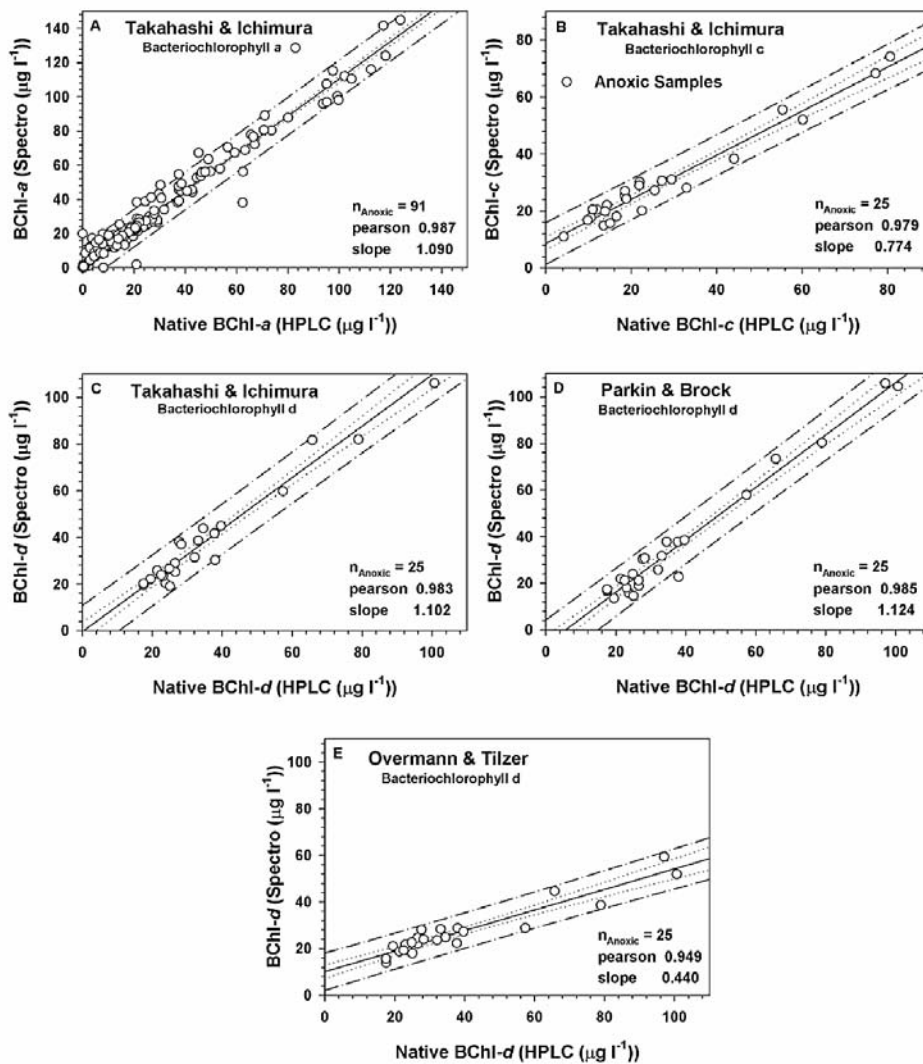 A Takahashi & Ichimura
Bacteriochlorophyll a
BChl-a (Spectro (µg l-1))
140
120
100
80
60
40
20
0
nAnoxic = 91
pearson 0.987
slope 1.090
0 20 40 60 80 100 120 140
Native BChl-a (HPLC (µg l-1))
B Takahashi & Ichimura
Bacteriochlorophyll c
Anoxic Samples
BChl-c (Spectro (µg l-1))
80
60
40
20
0
nAnoxic = 25
pearson 0.979
slope 0.774
0 20 40 60 80
Native BChl-c (HPLC (µg l-1))
C Takahashi & Ichimura
Bacteriochlorophyll d
BChl-d (Spectro (µg l-1))
100
80
60
40
20
0
nAnoxic = 25
pearson 0.983
slope 1.102
0 20 40 60 80 100
Native BChl-d (HPLC (µg l-1))
D Parkin & Brock
Bacteriochlorophyll d
BChl-d (Spectro (µg l-1))
100
80
60
40
20
0
nAnoxic = 25
pearson 0.985
slope 1.124
0 20 40 60 80 100
Native BChl-d (HPLC (µg l-1))
E Overmann & Tilzer
Bacteriochlorophyll d
BChl-d (Spectro (µg l-1))
100
80
60
40
20
0
nAnoxic = 25
pearson 0.949
slope 0.440
0 20 40 60 80 100
Native BChl-d (HPLC (µg l-1))